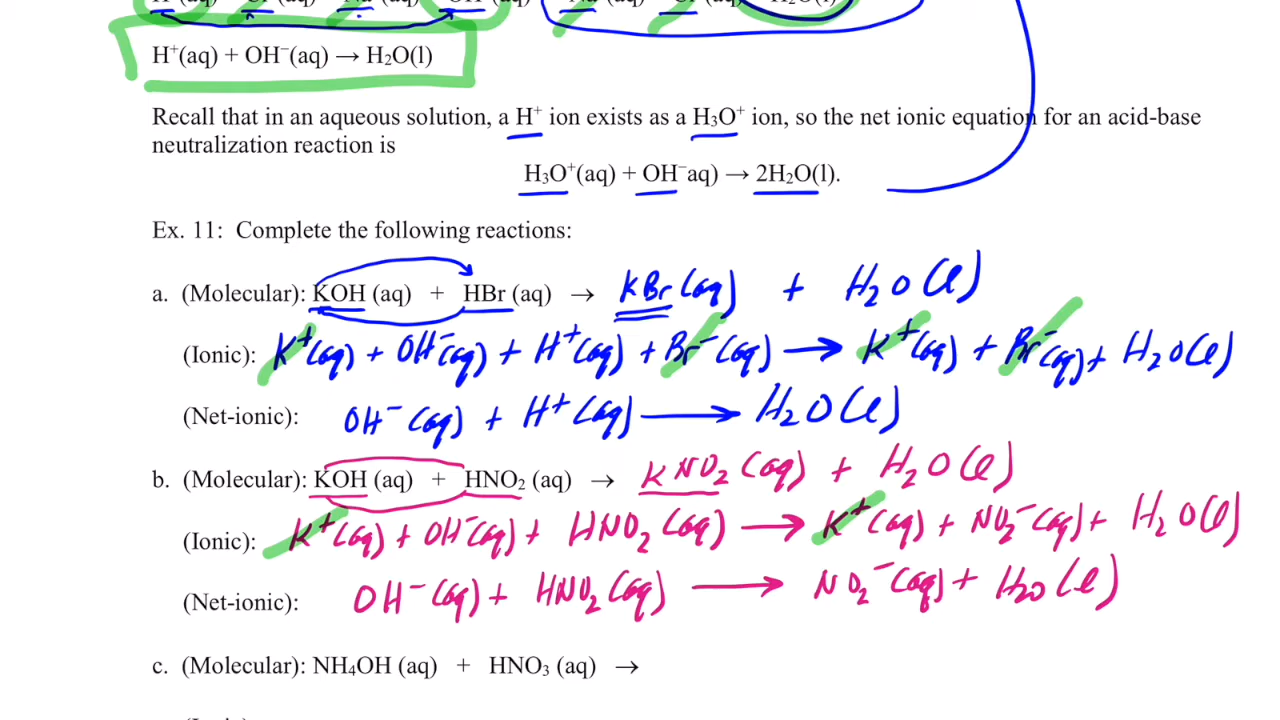 H⁺(aq) + OH⁻(aq) → H₂O(l)
Recall that in an aqueous solution, a H⁺ ion exists as a H₃O⁺ ion, so the net ionic equation for an acid-base
neutralization reaction is
H₃O⁺(aq) + OH⁻aq) → 2H₂O(l).
Ex. 11: Complete the following reactions:
a. (Molecular): KOH (aq) + HBr (aq) → KBr (aq) + H₂O (l)
(Ionic): K⁺(aq) + OH⁻(aq) + H⁺(aq) + Br⁻(aq) → K⁺(aq) + Br⁻(aq) + H₂O(l)
(Net-ionic): OH⁻(aq) + H⁺(aq) → H₂O(l)
b. (Molecular): KOH (aq) + HNO₂ (aq) → KNO₂ (aq) + H₂O(l)
(Ionic): K⁺(aq) + OH⁻(aq) + HNO₂(aq) → K⁺(aq) + NO₂⁻(aq) + H₂O(l)
(Net-ionic): OH⁻(aq) + HNO₂(aq) → NO₂⁻(aq) + H₂O(l)
c. (Molecular): NH₄OH (aq) + HNO₃ (aq) →